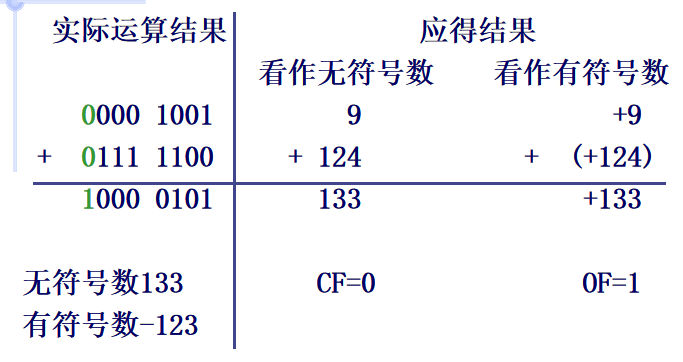 实际运算结果 应得结果
看作无符号数 看作有符号数
0000 1001 9 +9
+ 0111 1100 + 124 + (+124)
1000 0101 133 +133
无符号数133 CF=0 OF=1
有符号数-123